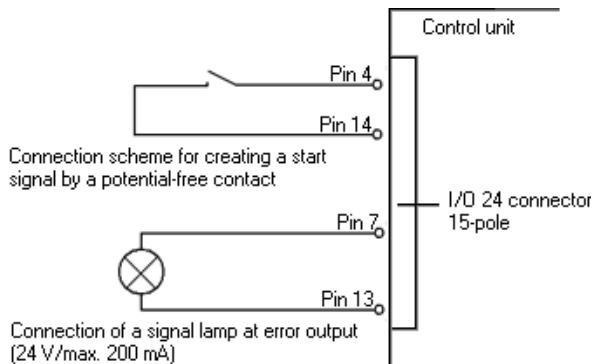 Control unit
Pin 4
Pin 14
Connection scheme for creating a start
signal by a potential-free contact
I/O 24 connector
15-pole
Pin 7
Pin 13
Connection of a signal lamp at error output
(24 V/max. 200 mA)